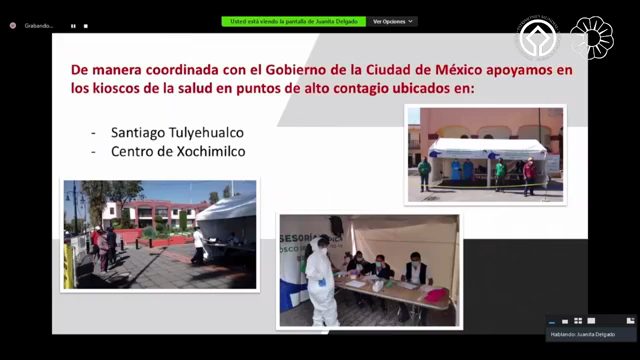 Grabando...
Usted está viendo la pantalla de Juanita Delgado
Ver Opciones
De manera coordinada con el Gobierno de la Ciudad de México apoyamos en
los kioscos de la salud en puntos de alto contagio ubicados en:
- Santiago Tulyehualco
- Centro de Xochimilco
Hablando: Juanita Delgado